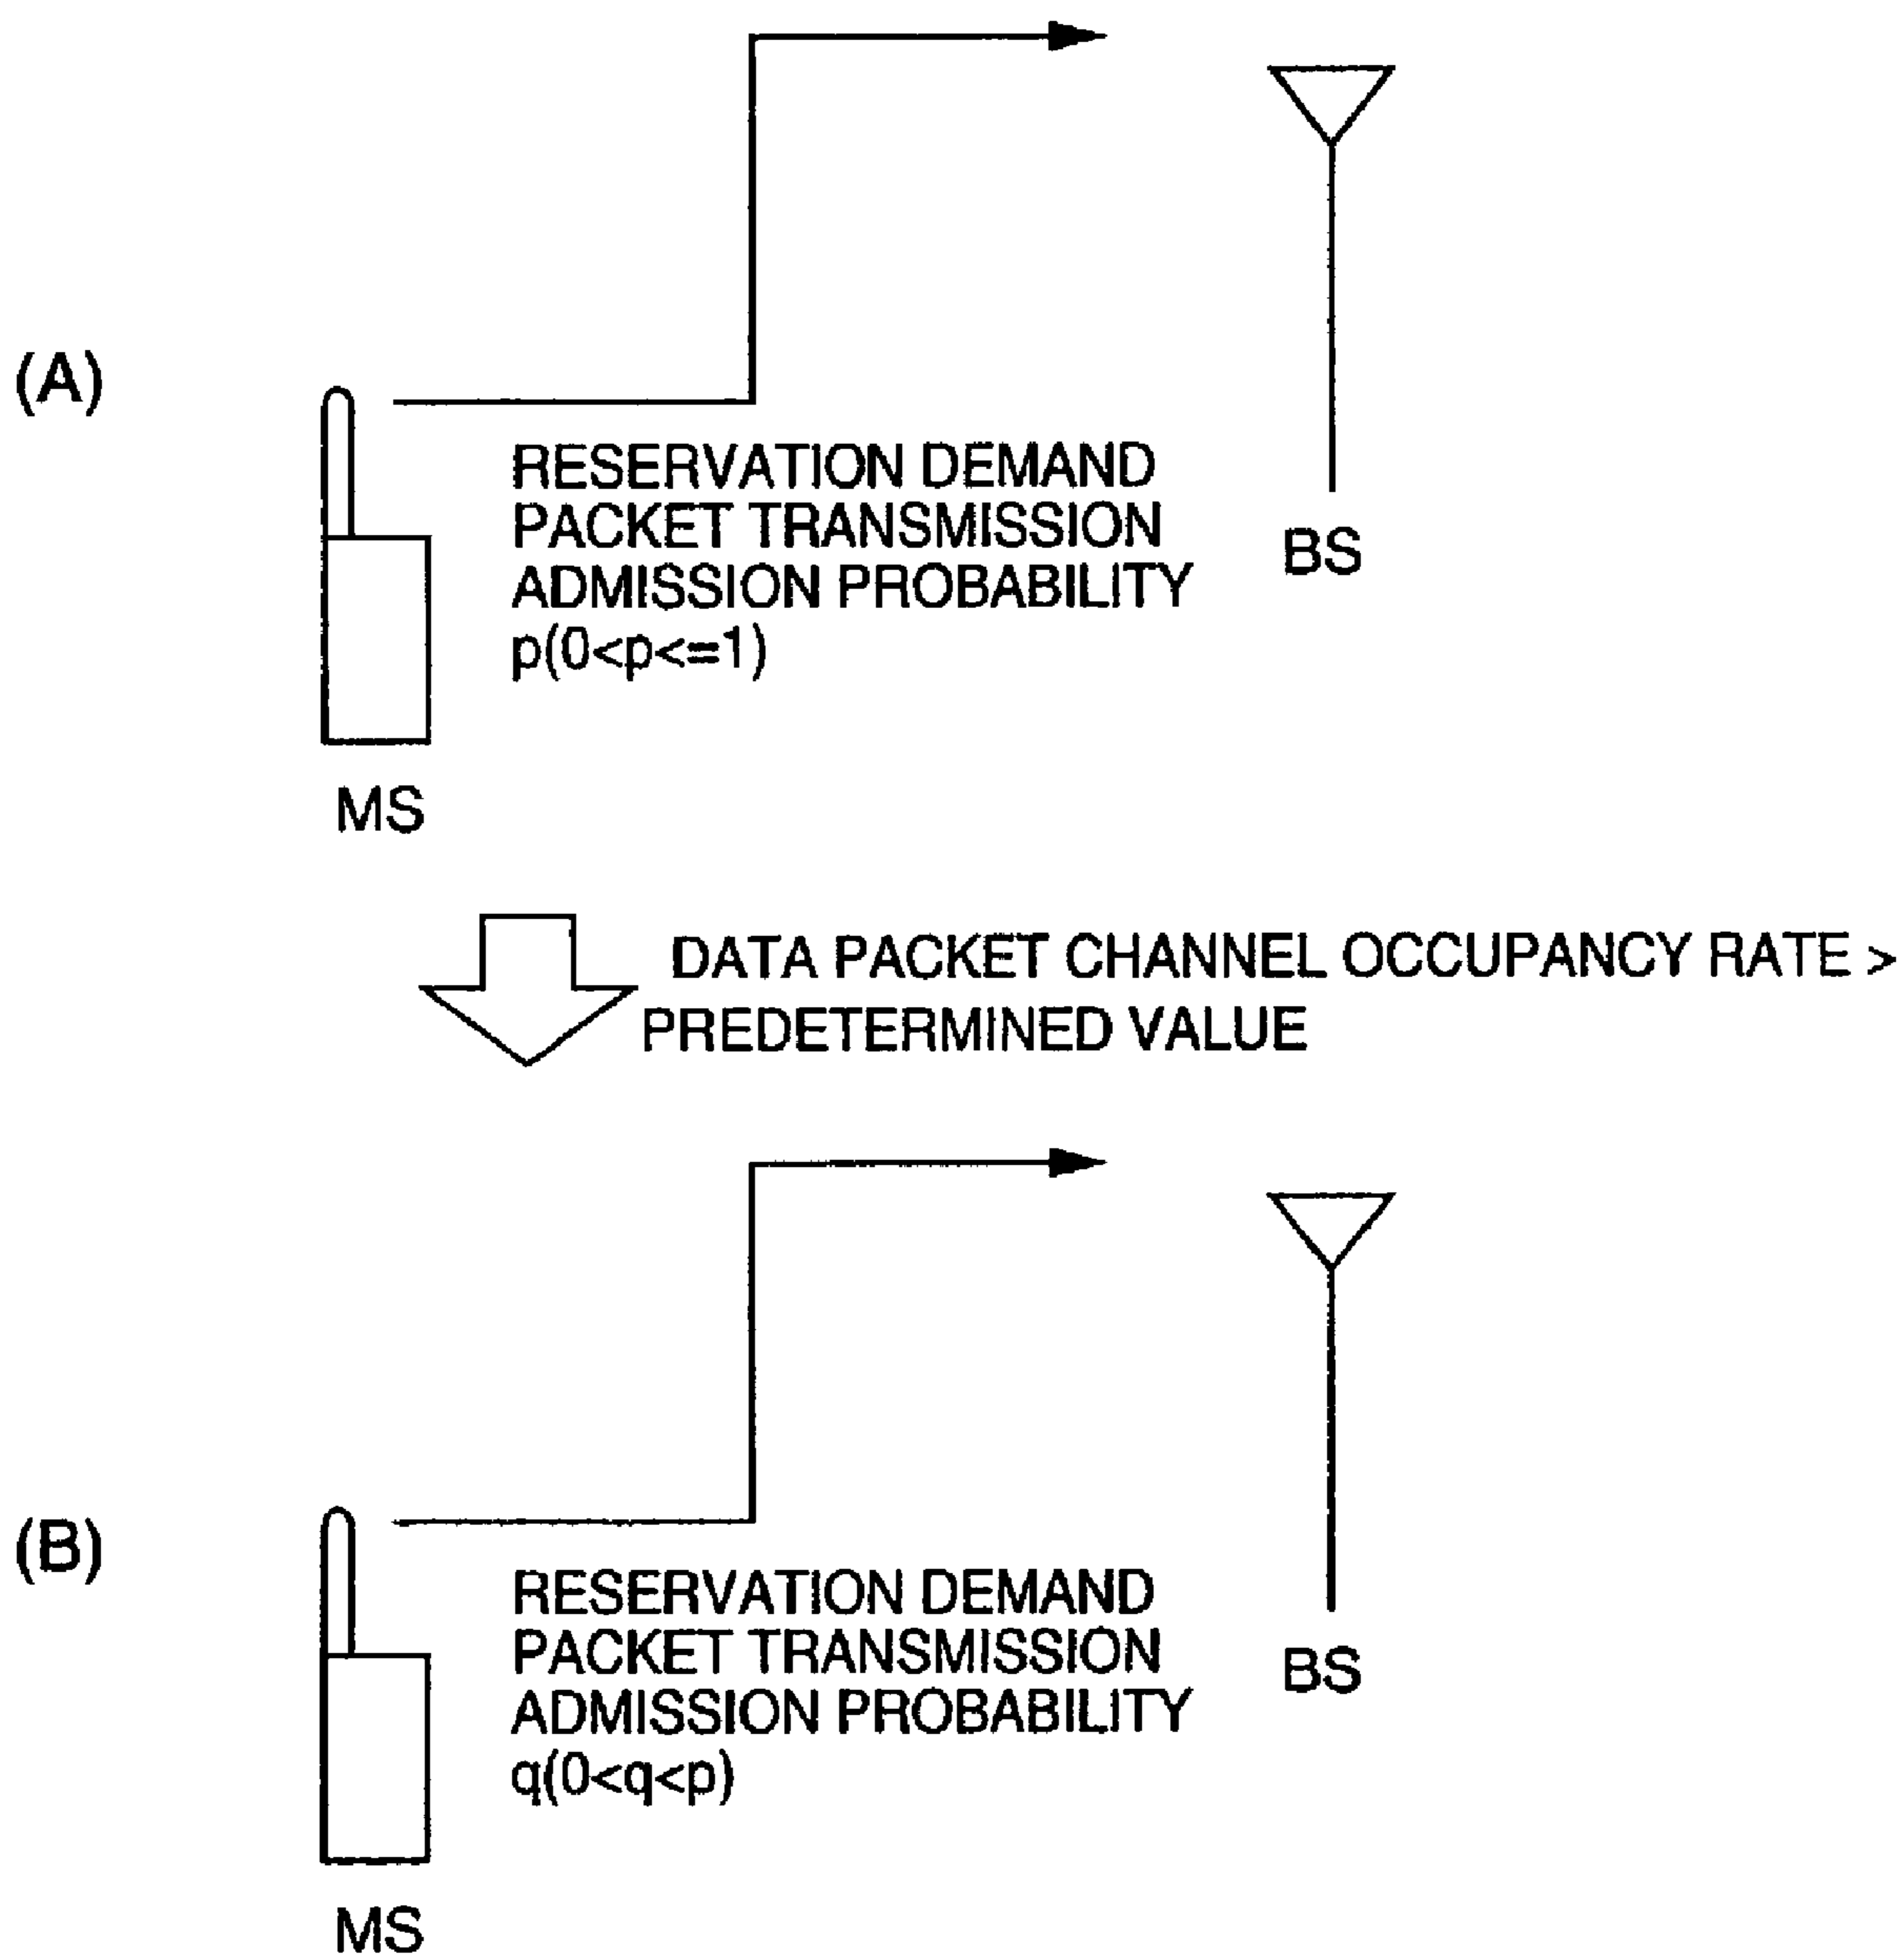 (A)
RESERVATION DEMAND
PACKET TRANSMISSION
ADMISSION PROBABILITY
p(0<p<=1)
BS
MS
DATA PACKET CHANNEL OCCUPANCY RATE >
PREDETERMINED VALUE
(B)
RESERVATION DEMAND
PACKET TRANSMISSION
ADMISSION PROBABILITY
q(0<q<p)
BS
MS